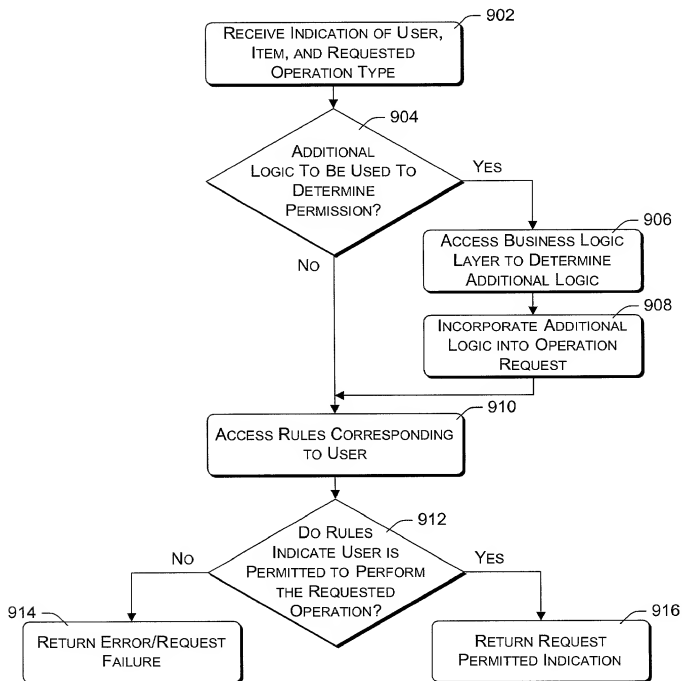 902
RECEIVE INDICATION OF USER,
ITEM, AND REQUESTED
OPERATION TYPE
904
ADDITIONAL
LOGIC TO BE USED TO
DETERMINE
PERMISSION?
YES
NO
906
ACCESS BUSINESS LOGIC
LAYER TO DETERMINE
ADDITIONAL LOGIC
908
INCORPORATE ADDITIONAL
LOGIC INTO OPERATION
REQUEST
910
ACCESS RULES CORRESPONDING
TO USER
912
DO RULES
INDICATE USER IS
PERMITTED TO PERFORM
THE REQUESTED
OPERATION?
NO
YES
914
RETURN ERROR/REQUEST
FAILURE
916
RETURN REQUEST
PERMITTED INDICATION